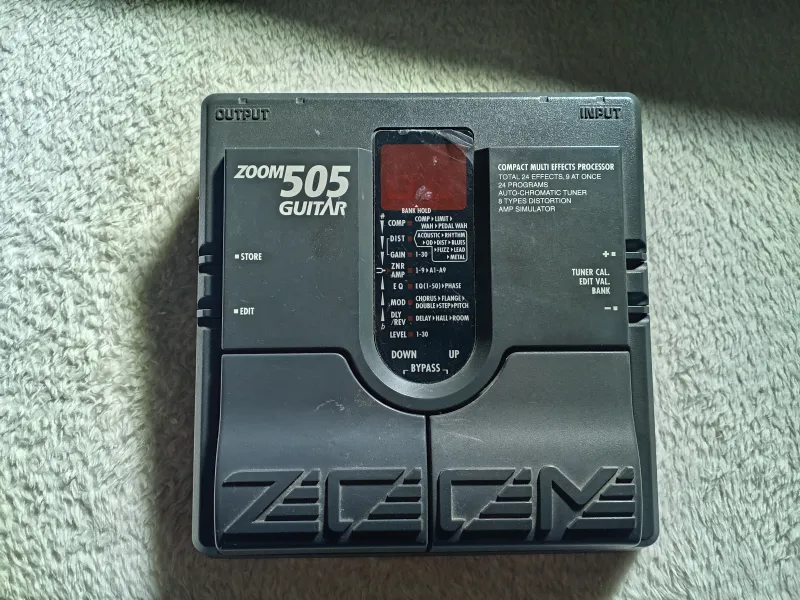 OUTPUT
INPUT
ZOOM 505
GUITAR
COMPACT MULTI EFFECTS PROCESSOR
TOTAL 24 EFFECTS, 9 AT ONCE
24 PROGRAMS
AUTO-CHROMATIC TUNER
8 TYPES DISTORTION
AMP SIMULATOR
STORE
EDIT
BANK HOLD
COMP COMP▸LIMIT▸
WAH▸PEDAL WAH
DIST ACOUSTIC▸RHYTHM
▸OD▸DIST▸BLUES
▸FUZZ▸LEAD
▸METAL
GAIN 1-30
ZNR
AMP 1-9▸A1-A9
EQ EQ(1-50)▸PHASE
MOD CHORUS▸FLANGE▸
DOUBLE▸STEP▸PITCH
DLY
/REV DELAY▸HALL▸ROOM
LEVEL 1-30
DOWN UP
BYPASS
+
TUNER CAL.
EDIT VAL.
BANK
−
ZOOM